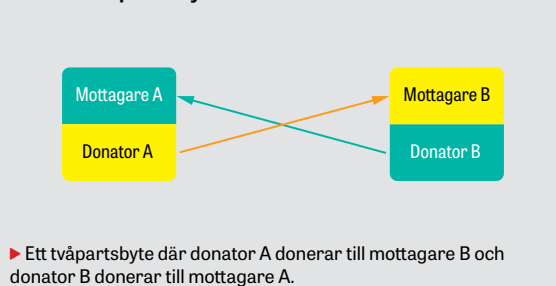 Mottagare A
Mottagare B
Donator A
Donator B
Ett tvåpartsbyte där donator A donerar till mottagare B och
donator B donerar till mottagare A.